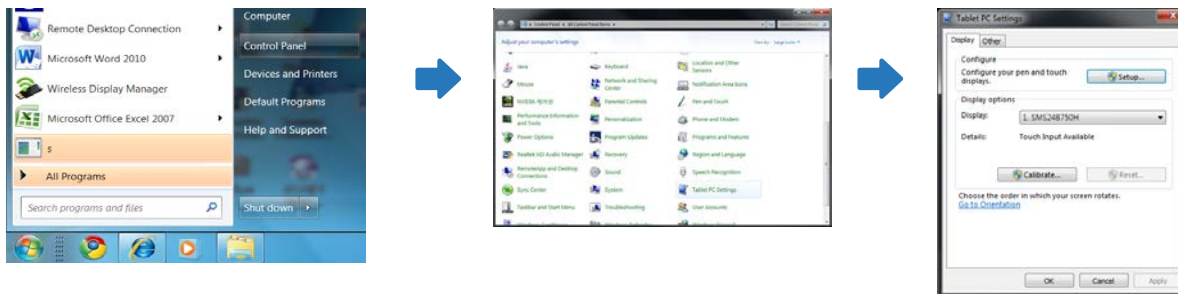 Remote Desktop Connection
Microsoft Word 2010
Wireless Display Manager
Microsoft Office Excel 2007
s
All Programs
Search programs and files
Computer
Control Panel
Devices and Printers
Default Programs
Help and Support
Shut down
Adjust your computer's settings
Java
Keyboard
Location and Other Sensors
Mouse
Network and Sharing Center
Notification Area Icons
Parental Controls
Pen and Touch
Performance Information and Tools
Personalization
Phone and Modem
Power Options
Program Updates
Programs and Features
Realtek HD Audio Manager
Recovery
Region and Language
RemoteApp and Desktop Connections
Sound
Speech Recognition
Sync Center
System
Tablet PC Settings
Taskbar and Start Menu
Troubleshooting
User Accounts
Tablet PC Settings
Display
Other
Configure
Configure your pen and touch
displays.
Setup...
Display options
Display:
1. SMS24B750H
Details:
Touch Input Available
Calibrate...
Reset...
Choose the order in which your screen rotates.
Go to Orientation
OK
Cancel
Apply